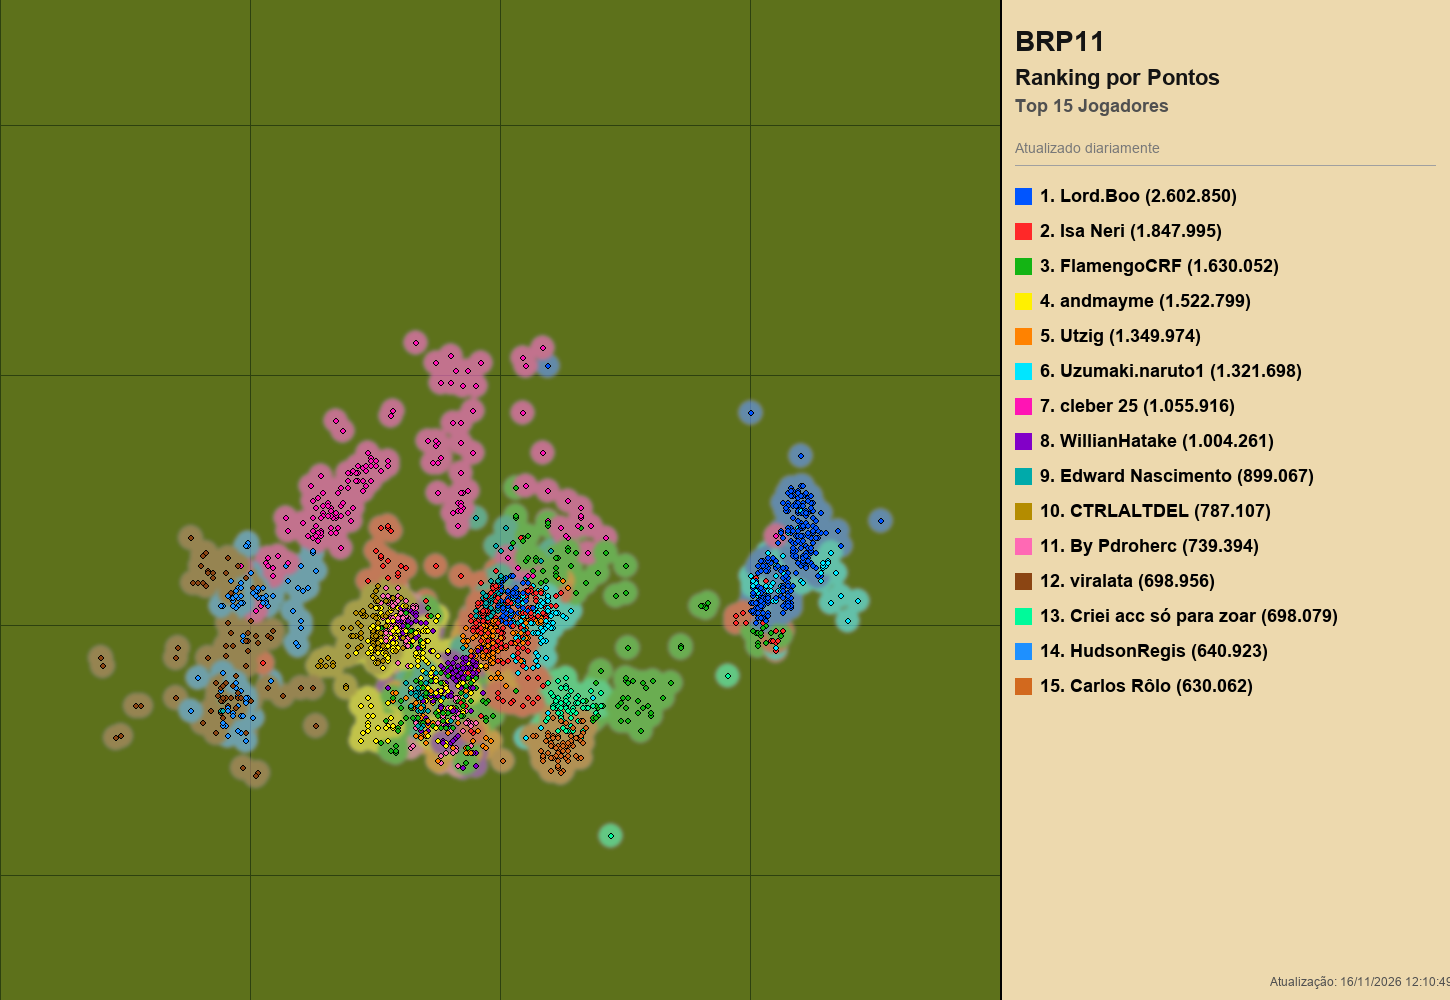 BRP11
Ranking por Pontos
Top 15 Jogadores
Atualizado diariamente
1. Lord.Boo (2.602.850)
2. Isa Neri (1.847.995)
3. FlamengoCRF (1.630.052)
4. andmayme (1.522.799)
5. Utzig (1.349.974)
6. Uzumaki.naruto1 (1.321.698)
7. cleber 25 (1.055.916)
8. WillianHatake (1.004.261)
9. Edward Nascimento (899.067)
10. CTRLALTDEL (787.107)
11. By Pdroherc (739.394)
12. viralata (698.956)
13. Criei acc só para zoar (698.079)
14. HudsonRegis (640.923)
15. Carlos Rôlo (630.062)
Atualização: 16/11/2026 12:10:49